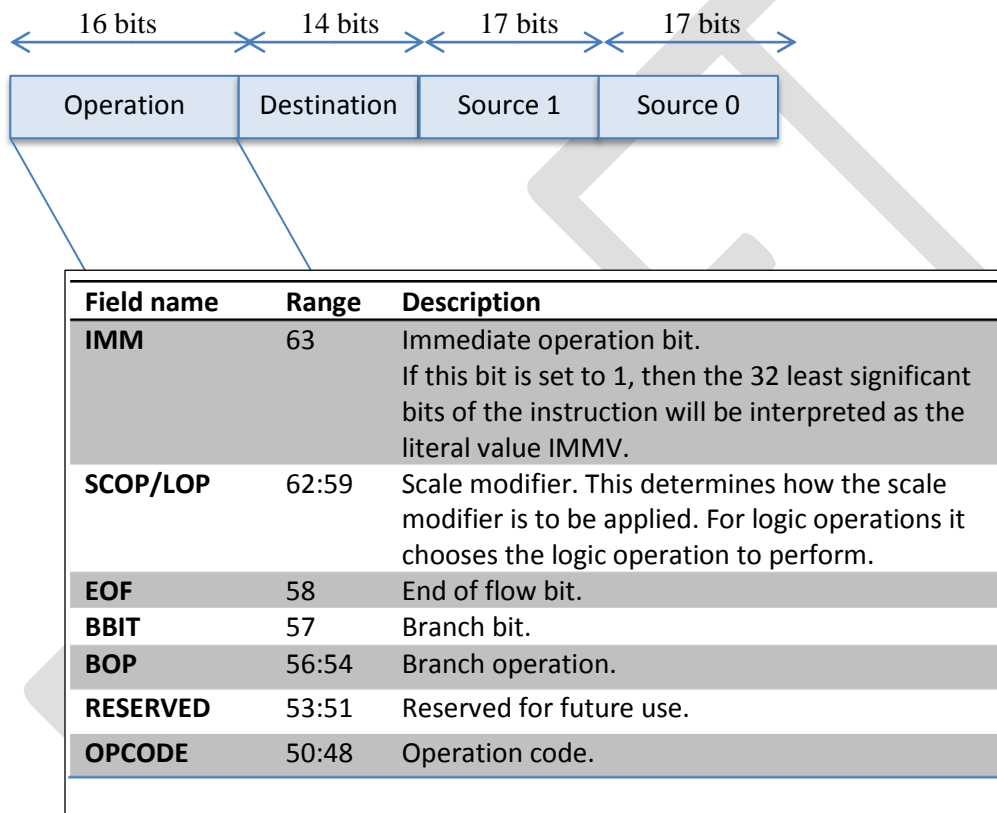 16 bits 14 bits 17 bits 17 bits
Operation Destination Source 1 Source 0
Field name Range Description
IMM 63 Immediate operation bit.
If this bit is set to 1, then the 32 least significant
bits of the instruction will be interpreted as the
literal value IMMV.
SCOP/LOP 62:59 Scale modifier. This determines how the scale
modifier is to be applied. For logic operations it
chooses the logic operation to perform.
EOF 58 End of flow bit.
BBIT 57 Branch bit.
BOP 56:54 Branch operation.
RESERVED 53:51 Reserved for future use.
OPCODE 50:48 Operation code.